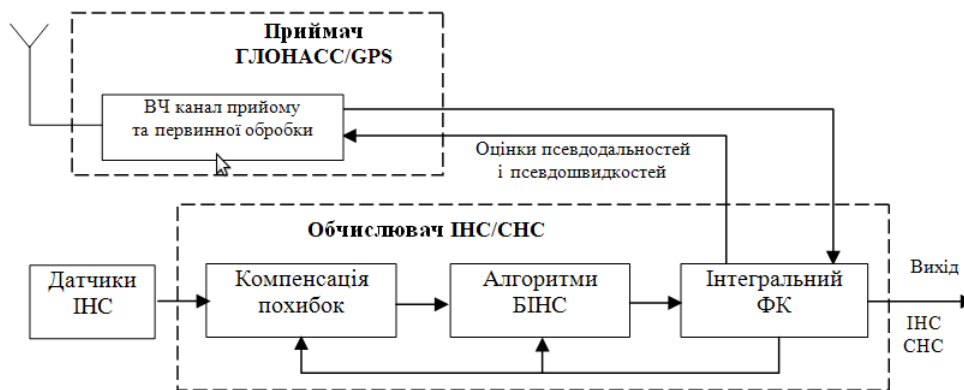 Приймач
ГЛОНАСС/GPS
ВЧ канал прийому
та первинної обробки
Оцінки псевдодальностей
і псевдошвидкостей
Обчислювач ІНС/СНС
Датчики
ІНС
Компенсація
похибок
Алгоритми
БІНС
Інтегральний
ФК
Вихід
ІНС
СНС